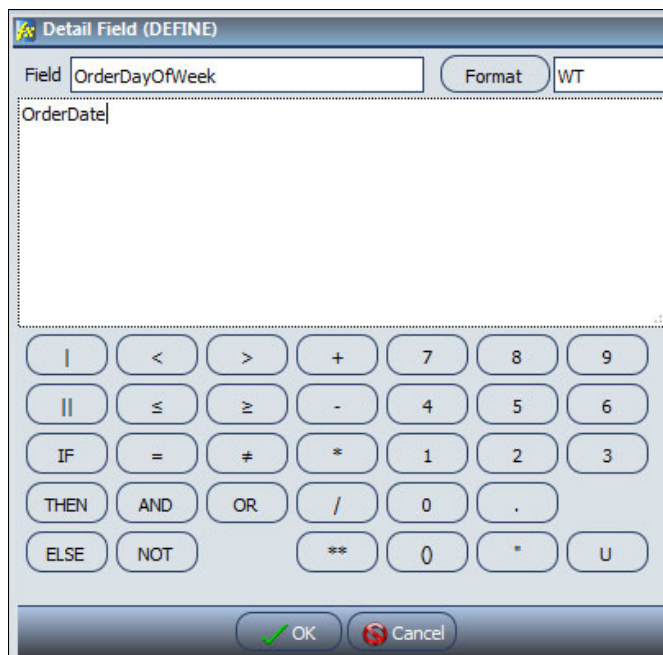 Detail Field (DEFINE)
Field OrderDayOfWeek Format WT
OrderDate
| < > + 7 8 9
|| ≤ ≥ - 4 5 6
IF = ≠ * 1 2 3
THEN AND OR / 0 .
ELSE NOT ** () " U
OK Cancel